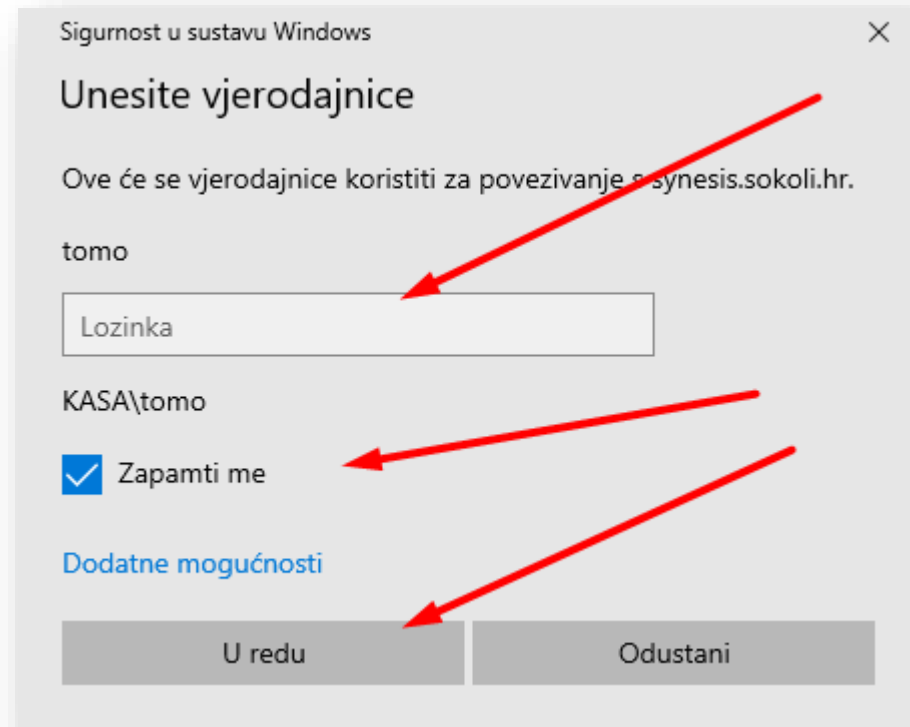 Sigurnost u sustavu Windows
Unesite vjerodajnice
Ove će se vjerodajnice koristiti za povezivanje s synesis.sokoli.hr.
tomo
Lozinka
KASA\tomo
Zapamti me
Dodatne mogućnosti
U redu
Odustani